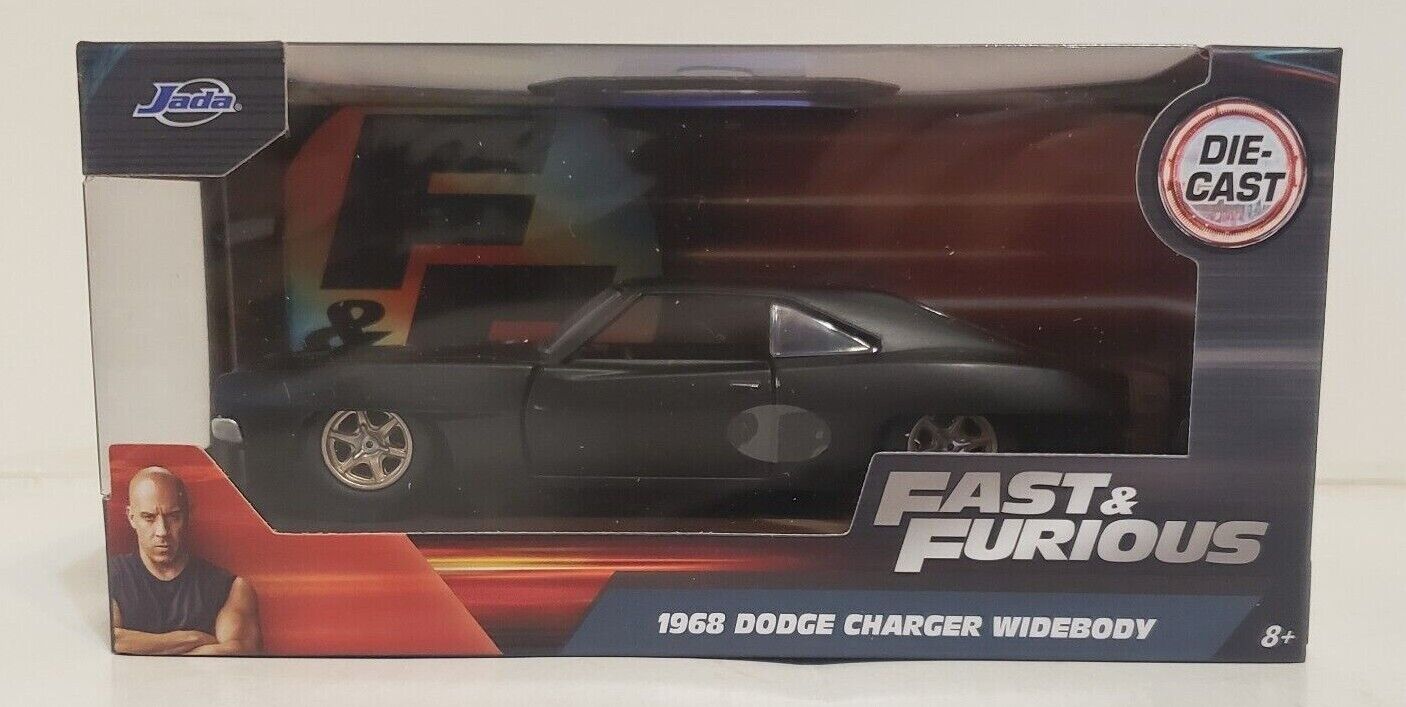 Jada®
DIE-
CAST
F
&
F
FAST &
FURIOUS
1968 DODGE CHARGER WIDEBODY
8+